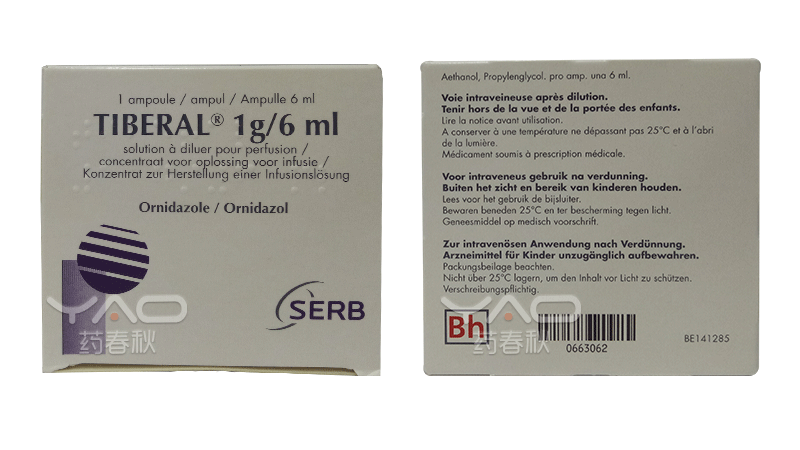 1 ampoule / ampul / Ampulle 6 ml
TIBERAL® 1g/6 ml
solution à diluer pour perfusion /
concentraat voor oplossing voor infusie /
Konzentrat zur Herstellung einer Infusionslösung
Ornidazole / Ornidazol
SERB
YAO
药春秋
Aethanol, Propylenglycol. pro amp. una 6 ml.
Voie intraveineuse après dilution.
Tenir hors de la vue et de la portée des enfants.
Lire la notice avant utilisation.
A conserver à une température ne dépassant pas 25°C et à l'abri
de la lumière.
Médicament soumis à prescription médicale.
Voor intraveneus gebruik na verdunning.
Buiten het zicht en bereik van kinderen houden.
Lees voor het gebruik de bijsluiter.
Bewaren beneden 25°C en ter bescherming tegen licht.
Geneesmiddel op medisch voorschrift.
Zur intravenösen Anwendung nach Verdünnung.
Arzneimittel für Kinder unzugänglich aufbewahren.
Packungsbeilage beachten.
Nicht über 25°C lagern, um den Inhalt vor Licht zu schützen.
Verschreibungspflichtig.
YAO
药春秋
Bh
0663062
BE141285